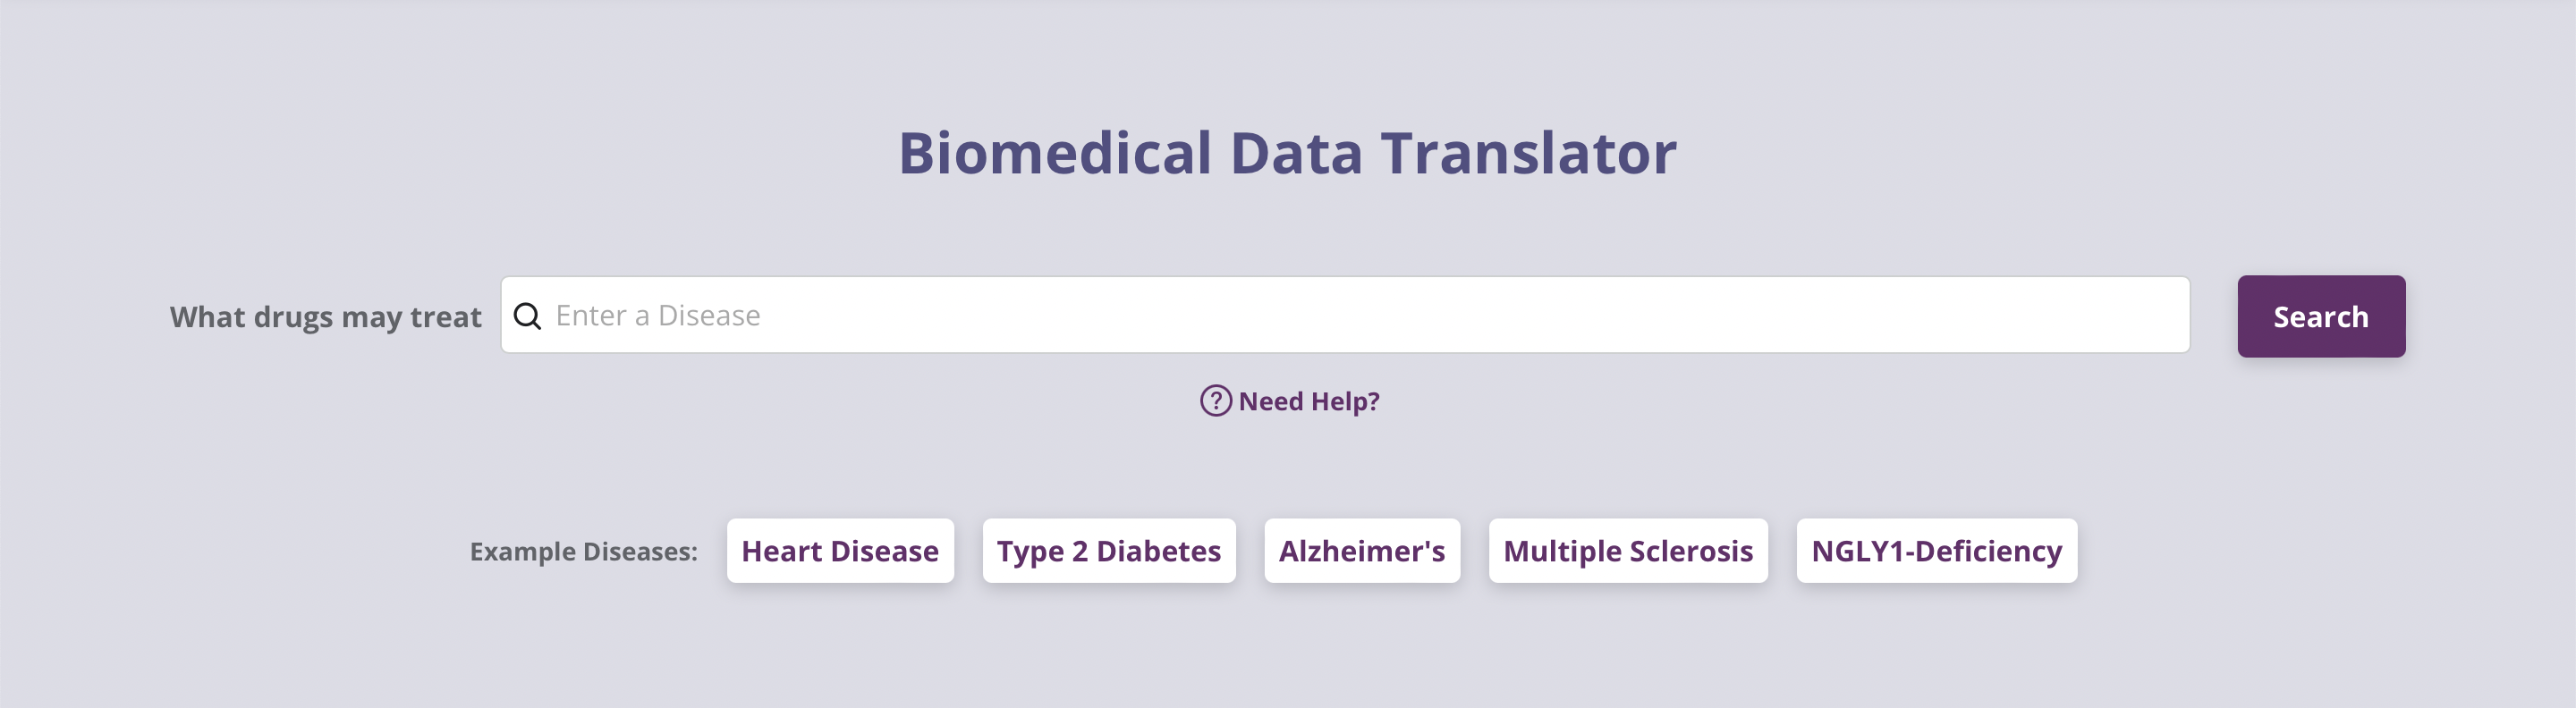 Biomedical Data Translator
What drugs may treat Enter a Disease Search
? Need Help?
Example Diseases: Heart Disease Type 2 Diabetes Alzheimer's Multiple Sclerosis NGLY1-Deficiency